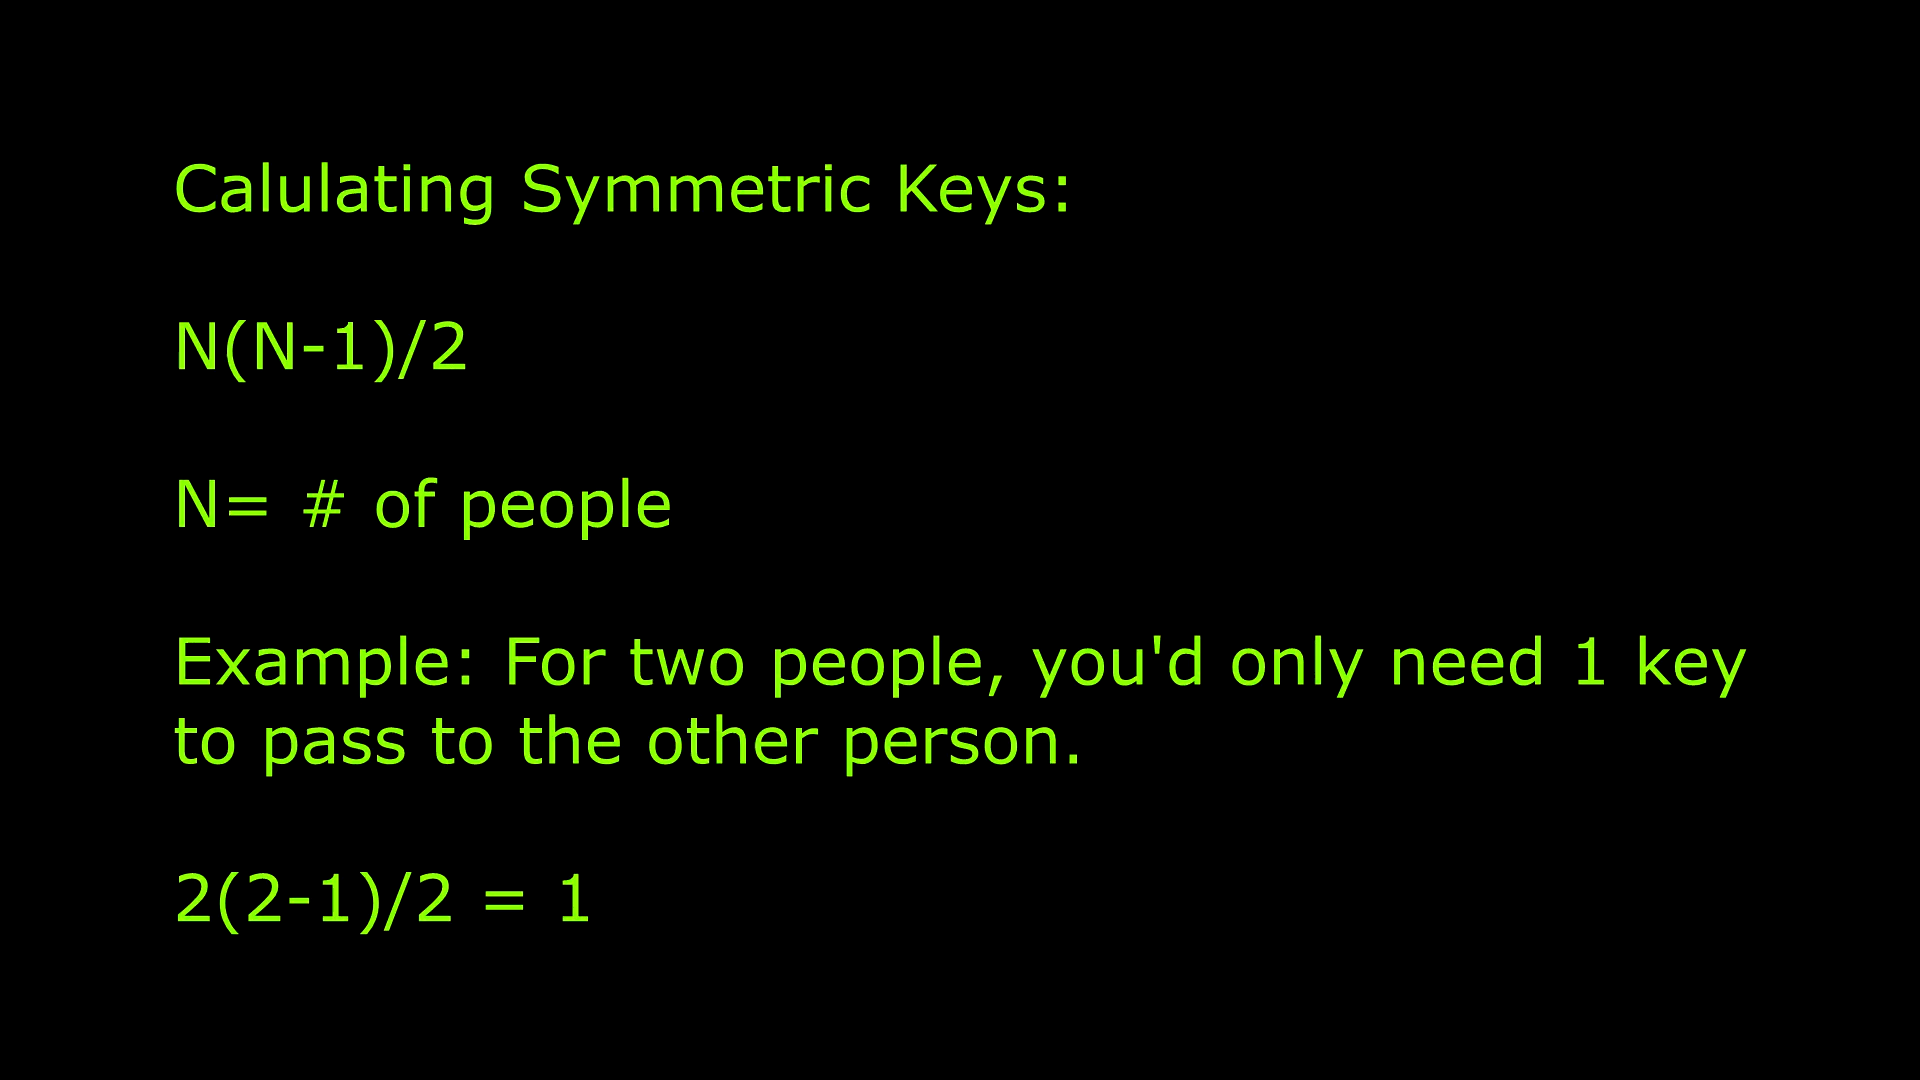 Calulating Symmetric Keys:
N(N-1)/2
N= # of people
Example: For two people, you'd only need 1 key
to pass to the other person.
2(2-1)/2 = 1